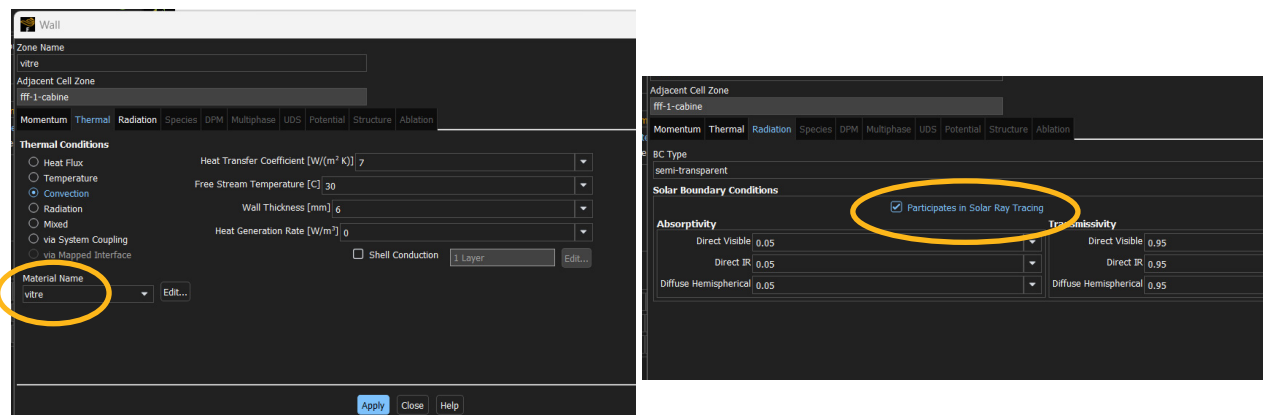 Wall
Zone Name
vitre
Adjacent Cell Zone
fff-1-cabine
Momentum Thermal Radiation Species DPM Multiphase UDS Potential Structure Ablation
Thermal Conditions
Heat Flux
Temperature
Convection
Radiation
Mixed
via System Coupling
via Mapped Interface
Heat Transfer Coefficient [W/(m² K)] 7
Free Stream Temperature [C] 30
Wall Thickness [mm] 6
Heat Generation Rate [W/m³] 0
Shell Conduction 1 Layer Edit...
Material Name
vitre Edit...
Apply Close Help
Adjacent Cell Zone
fff-1-cabine
Momentum Thermal Radiation Species DPM Multiphase UDS Potential Structure Ablation
BC Type
semi-transparent
Solar Boundary Conditions
Participates in Solar Ray Tracing
Absorptivity
Direct Visible 0.05
Direct IR 0.05
Diffuse Hemispherical 0.05
Transmissivity
Direct Visible 0.95
Direct IR 0.95
Diffuse Hemispherical 0.95